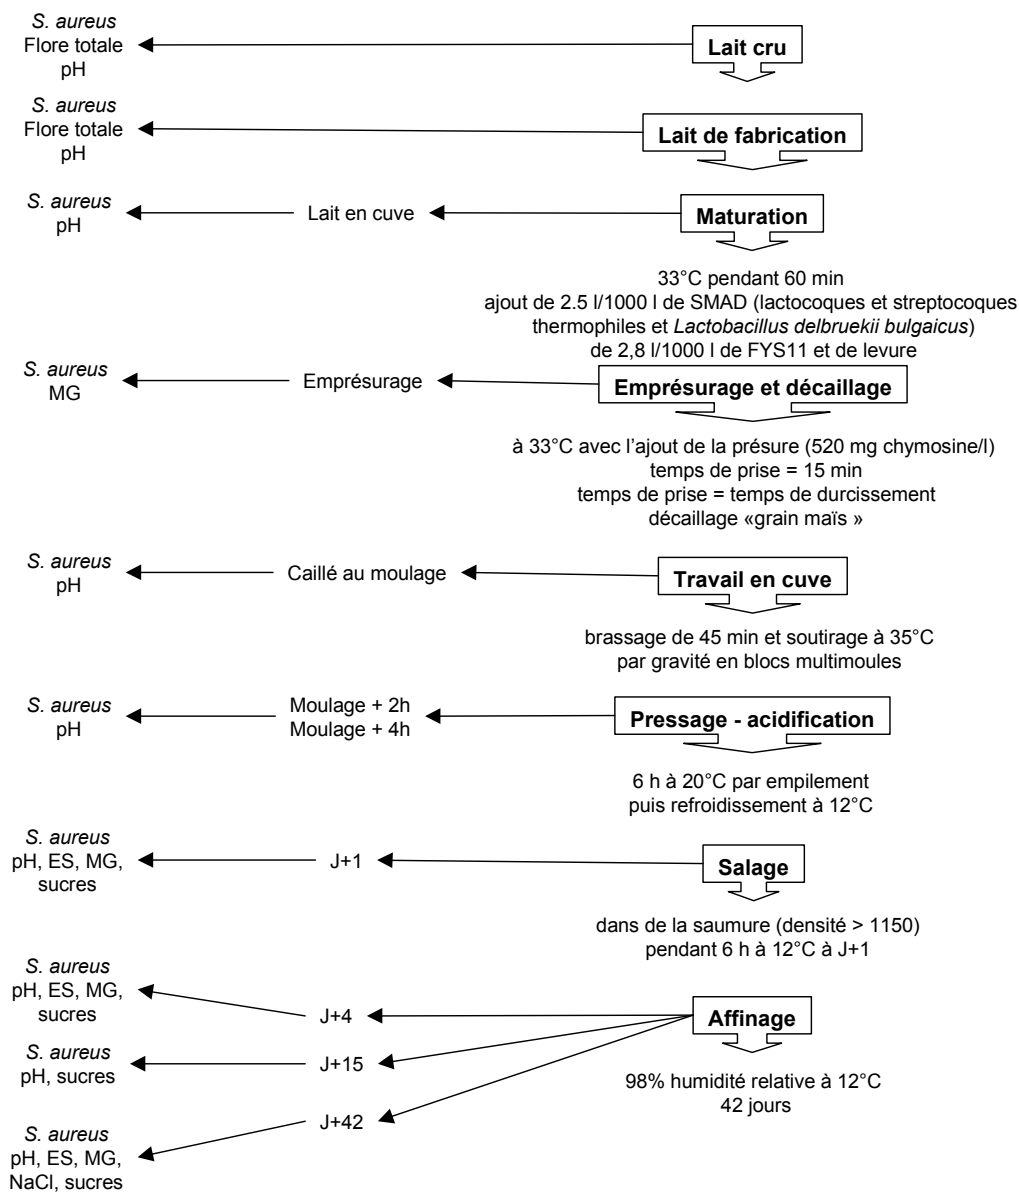 S. aureus
Flore totale
pH
Lait cru
S. aureus
Flore totale
pH
Lait de fabrication
S. aureus
pH
Lait en cuve
Maturation
33°C pendant 60 min
ajout de 2.5 l/1000 l de SMAD (lactocoques et streptocoques
thermophiles et Lactobacillus delbruekii bulgaicus)
de 2,8 l/1000 l de FYS11 et de levure
S. aureus
MG
Emprésurage
Emprésurage et décaillage
à 33°C avec l'ajout de la présure (520 mg chymosine/l)
temps de prise = 15 min
temps de prise = temps de durcissement
décaillage «grain maïs »
S. aureus
pH
Caillé au moulage
Travail en cuve
brassage de 45 min et soutirage à 35°C
par gravité en blocs multimoules
S. aureus
pH
Moulage + 2h
Moulage + 4h
Pressage - acidification
6 h à 20°C par empilement
puis refroidissement à 12°C
S. aureus
pH, ES, MG,
sucres
J+1
Salage
dans de la saumure (densité > 1150)
pendant 6 h à 12°C à J+1
S. aureus
pH, ES, MG,
sucres
J+4
Affinage
S. aureus
pH, sucres
J+15
98% humidité relative à 12°C
42 jours
J+42
S. aureus
pH, ES, MG,
NaCl, sucres